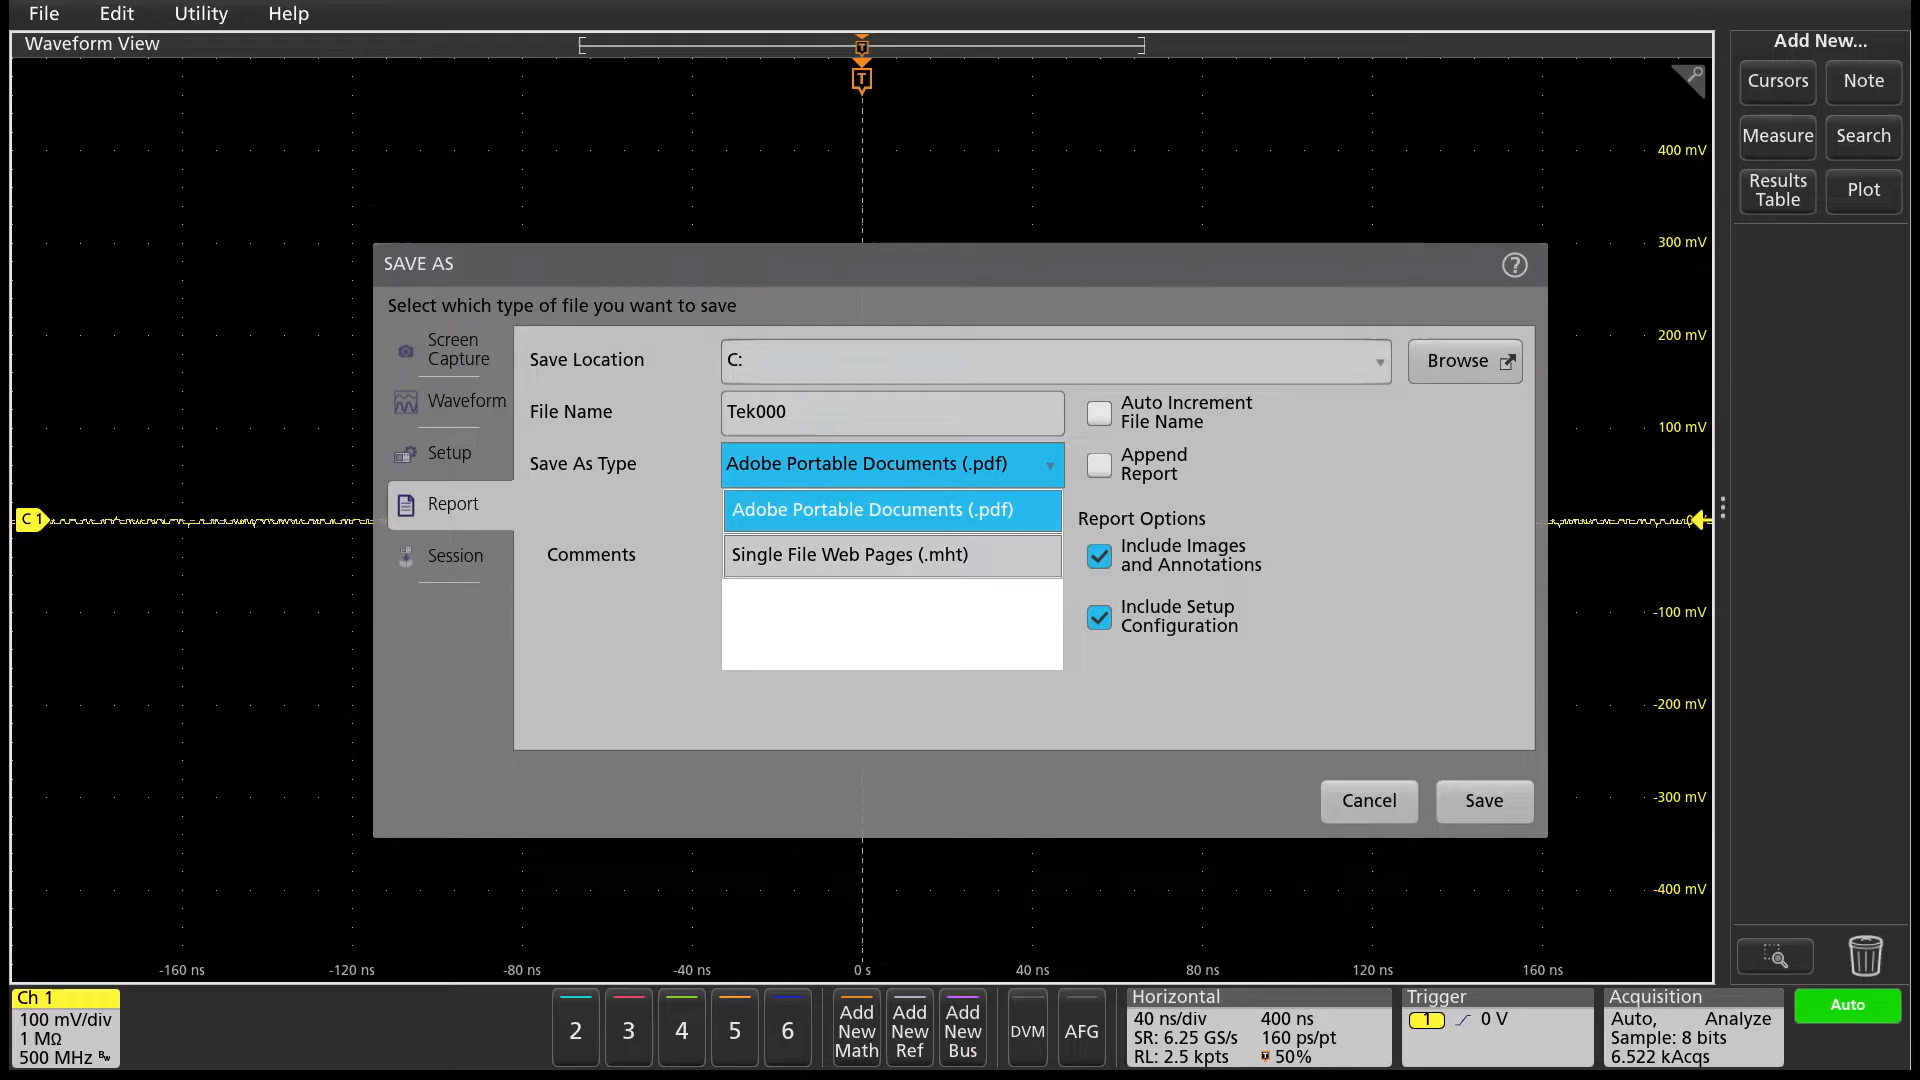 File Edit Utility Help
Waveform View
T
T
Add New...
Cursors Note
Measure Search
Results
Table
Plot
400 mV
300 mV
200 mV
100 mV
-100 mV
-200 mV
-300 mV
-400 mV
C 1
SAVE AS
?
Select which type of file you want to save
Screen
Capture
Waveform
Setup
Report
Session
Save Location C: Browse
File Name Tek000
Auto Increment
File Name
Save As Type Adobe Portable Documents (.pdf)
Append
Report
Adobe Portable Documents (.pdf)
Single File Web Pages (.mht)
Comments
Report Options
Include Images
and Annotations
Include Setup
Configuration
Cancel Save
-160 ns -120 ns -80 ns -40 ns 0 s 40 ns 80 ns 120 ns 160 ns
Ch 1
100 mV/div
1 MΩ
500 MHz Bw
2 3 4 5 6
Add
New
Math
Add
New
Ref
Add
New
Bus
DVM AFG
Horizontal
40 ns/div 400 ns
SR: 6.25 GS/s 160 ps/pt
RL: 2.5 kpts T 50%
Trigger
1 0 V
Acquisition
Auto, Analyze
Sample: 8 bits
6.522 kAcqs
Auto